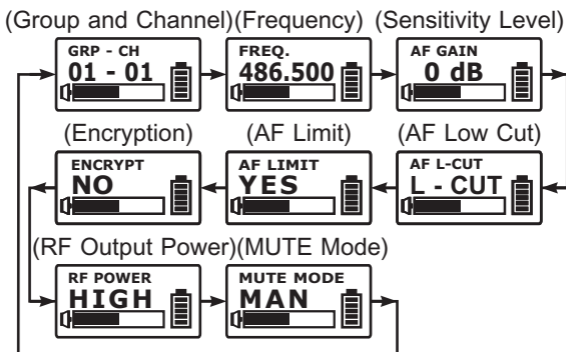 (Group and Channel)(Frequency) (Sensitivity Level)
GRP - CH
01 - 01
FREQ.
486.500
AF GAIN
0 dB
(Encryption) (AF Limit) (AF Low Cut)
ENCRYPT
NO
AF LIMIT
YES
AF L-CUT
L - CUT
(RF Output Power)(MUTE Mode)
RF POWER
HIGH
MUTE MODE
MAN